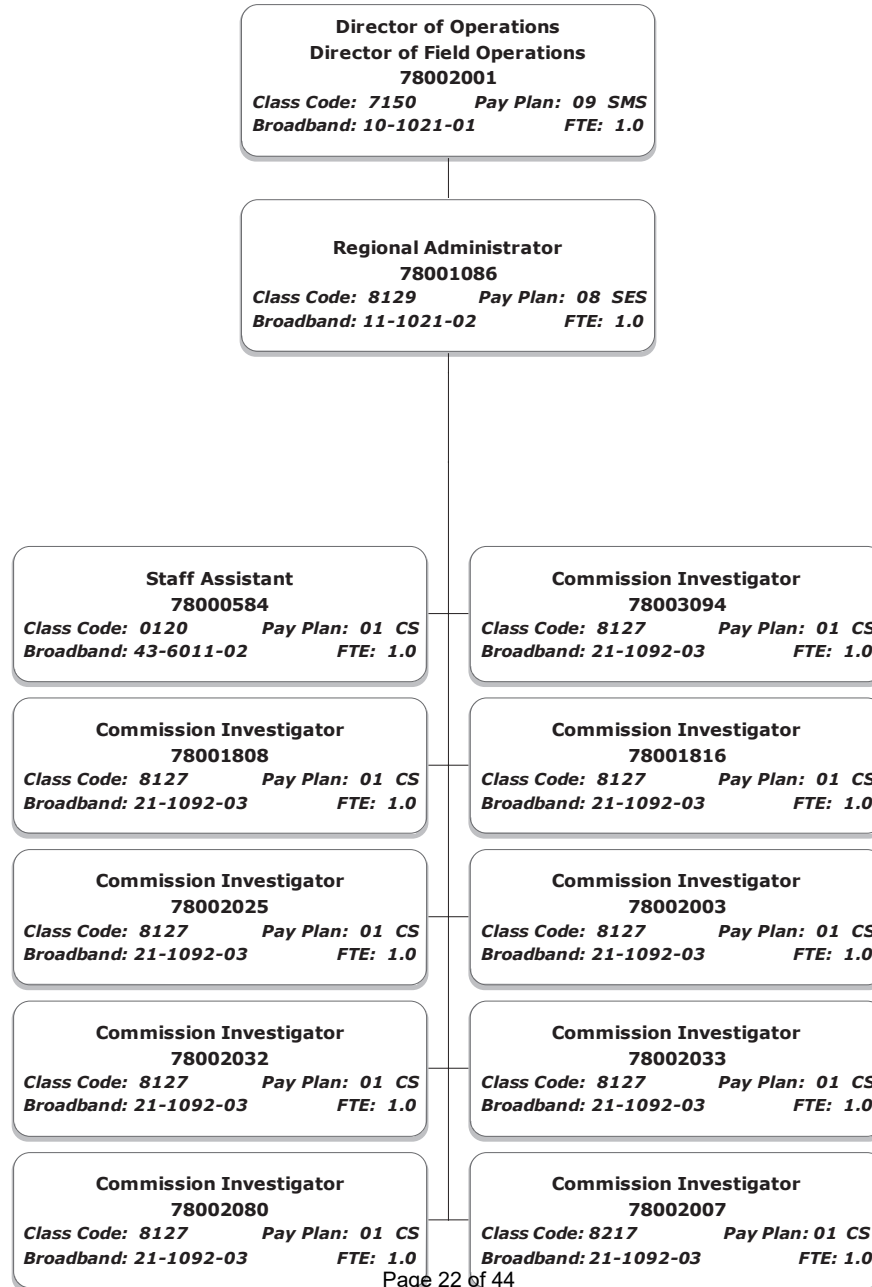 Director of Operations
Director of Field Operations
78002001
Class Code: 7150 Pay Plan: 09 SMS
Broadband: 10-1021-01 FTE: 1.0
Regional Administrator
78001086
Class Code: 8129 Pay Plan: 08 SES
Broadband: 11-1021-02 FTE: 1.0
Staff Assistant
78000584
Class Code: 0120 Pay Plan: 01 CS
Broadband: 43-6011-02 FTE: 1.0
Commission Investigator
78003094
Class Code: 8127 Pay Plan: 01 CS
Broadband: 21-1092-03 FTE: 1.0
Commission Investigator
78001808
Class Code: 8127 Pay Plan: 01 CS
Broadband: 21-1092-03 FTE: 1.0
Commission Investigator
78001816
Class Code: 8127 Pay Plan: 01 CS
Broadband: 21-1092-03 FTE: 1.0
Commission Investigator
78002025
Class Code: 8127 Pay Plan: 01 CS
Broadband: 21-1092-03 FTE: 1.0
Commission Investigator
78002003
Class Code: 8127 Pay Plan: 01 CS
Broadband: 21-1092-03 FTE: 1.0
Commission Investigator
78002032
Class Code: 8127 Pay Plan: 01 CS
Broadband: 21-1092-03 FTE: 1.0
Commission Investigator
78002033
Class Code: 8127 Pay Plan: 01 CS
Broadband: 21-1092-03 FTE: 1.0
Commission Investigator
78002080
Class Code: 8127 Pay Plan: 01 CS
Broadband: 21-1092-03 FTE: 1.0
Commission Investigator
78002007
Class Code: 8217 Pay Plan: 01 CS
Broadband: 21-1092-03 FTE: 1.0
Page 22 of 44